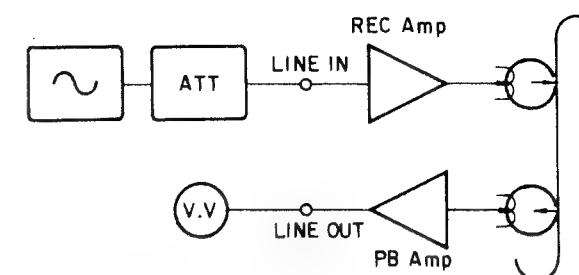 REC Amp
LINE IN
ATT
V.V
LINE OUT
PB Amp